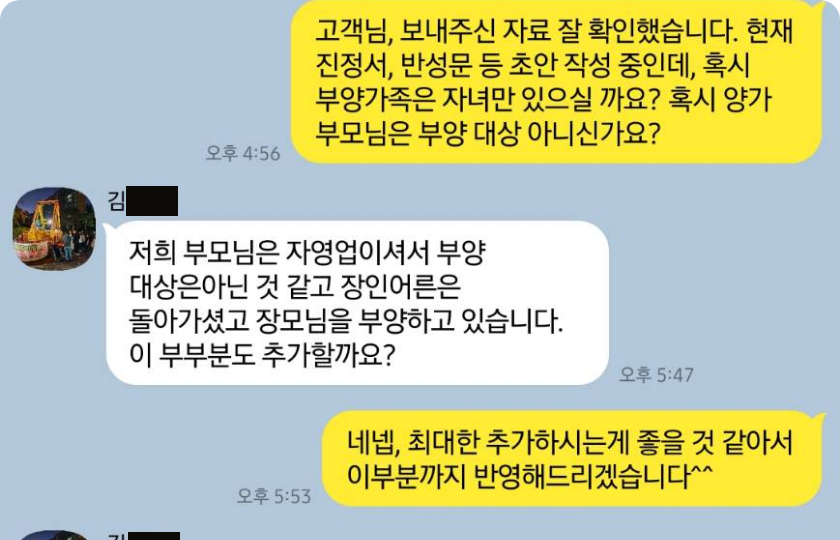 고객님, 보내주신 자료 잘 확인했습니다. 현재
진정서, 반성문 등 초안 작성 중인데, 혹시
부양가족은 자녀만 있으실 까요? 혹시 양가
부모님은 부양 대상 아니신가요?
오후 4:56
김
저희 부모님은 자영업이셔서 부양
대상은아닌 것 같고 장인어른은
돌아가셨고 장모님을 부양하고 있습니다.
이 부부분도 추가할까요?
오후 5:47
네넵, 최대한 추가하시는게 좋을 것 같아서
이부분까지 반영해드리겠습니다^^
오후 5:53